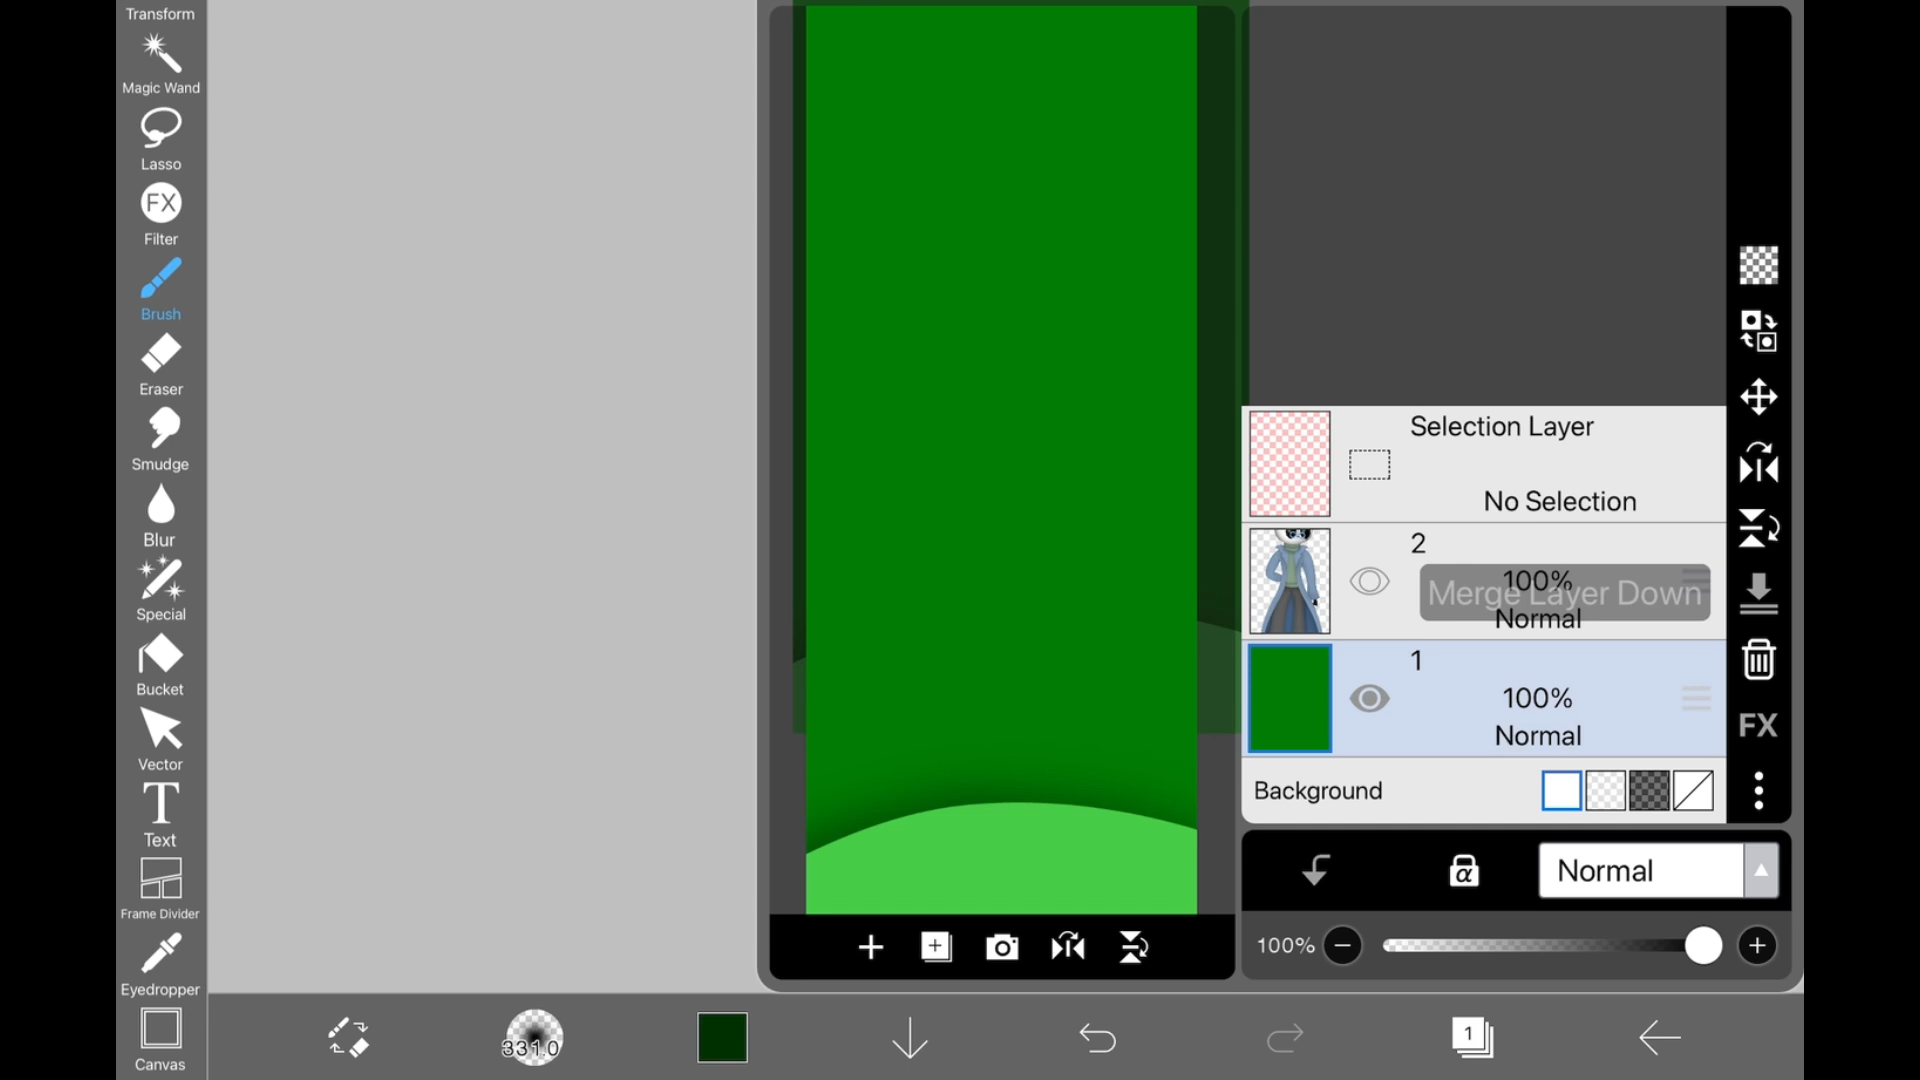 Transform
Magic Wand
Lasso
FX
Filter
Brush
Eraser
Smudge
Blur
Special
Bucket
Vector
T
Text
Frame Divider
Eyedropper
Canvas
Selection Layer
No Selection
2
100%
Merge Layer Down
Normal
1
100%
Normal
FX
Background
α
Normal
100%
331.0
1